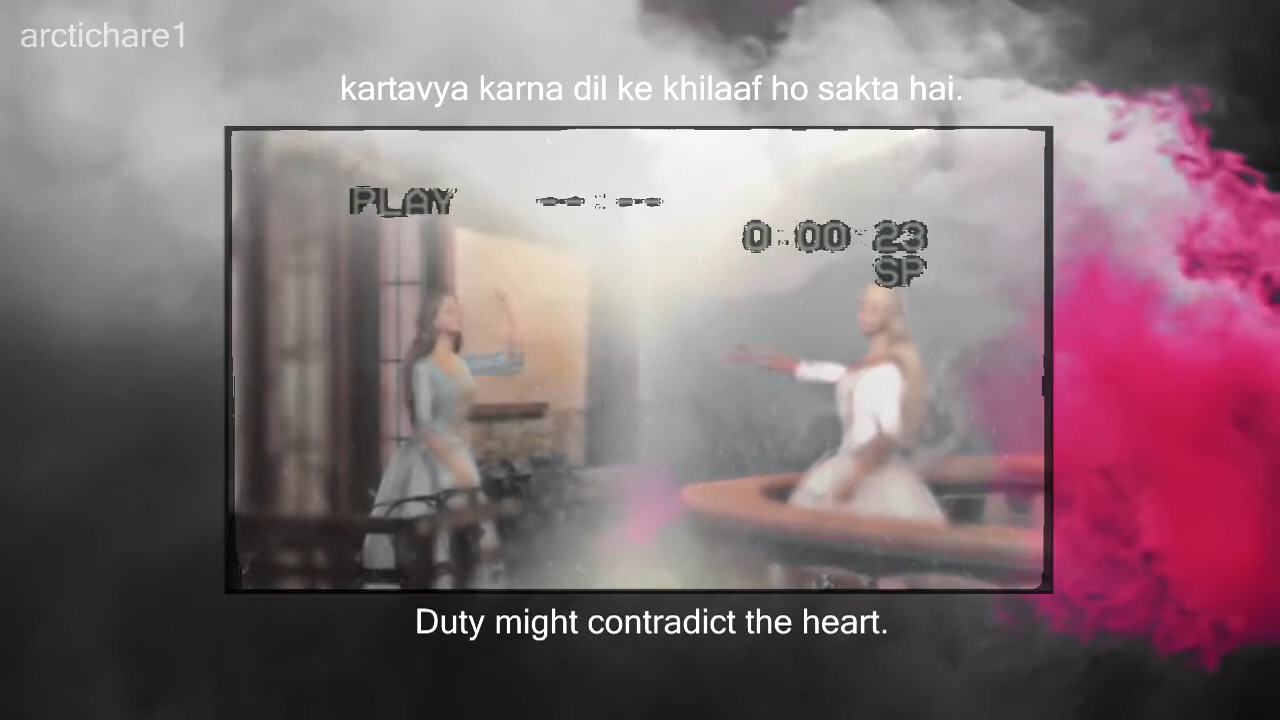 arctichare1
kartavya karna dil ke khilaaf ho sakta hai.
PLAY --:--
0:00:23
SP
Duty might contradict the heart.